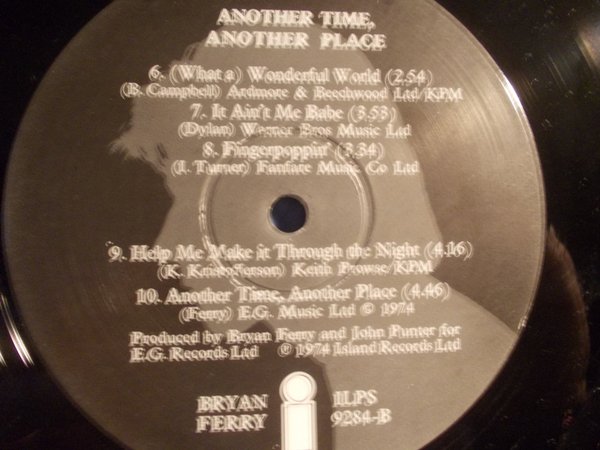 ANOTHER TIME,
ANOTHER PLACE
6. (What a) Wonderful World (2.54)
(B. Campbell) Ardmore & Beechwood Ltd/KPM
7. It Ain't Me Babe (3.53)
(Dylan) Warner Bros Music Ltd
8. Fingerpoppin' (3.34)
(I. Turner) Fanfare Music Co Ltd
9. Help Me Make it Through the Night (4.16)
(K. Kristofferson) Keith Prowse/KPM
10. Another Time, Another Place (4.46)
(Ferry) E.G. Music Ltd © 1974
Produced by Bryan Ferry and John Punter for
E.G. Records Ltd ℗ 1974 Island Records Ltd
BRYAN FERRY
i
ILPS 9284-B